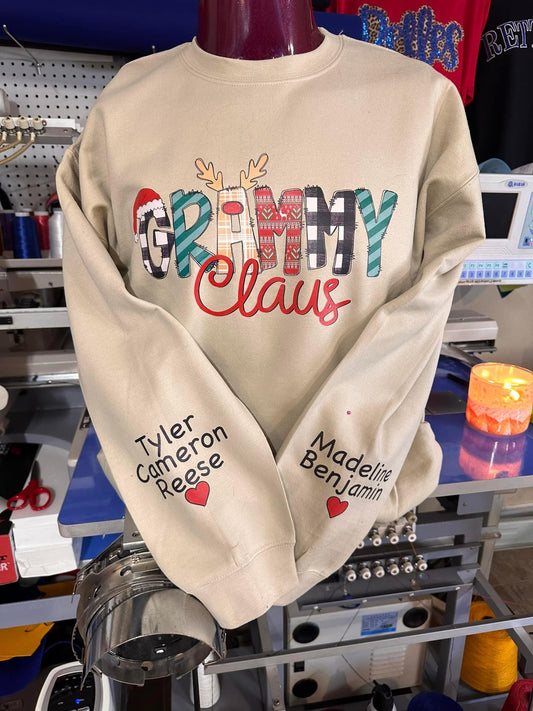 GRAMMY
Claus
Tyler
Cameron
Reese
Madeline
Benjamin